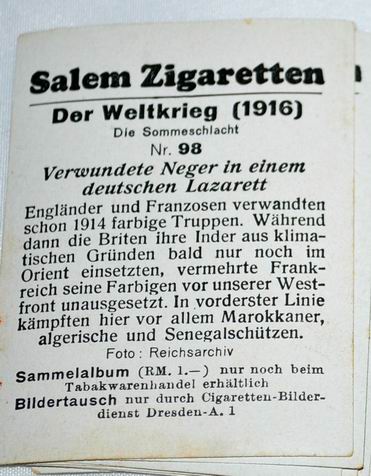 Salem Zigaretten
Der Weltkrieg (1916)
Die Sommeschlacht
Nr. 98
Verwundete Neger in einem
deutschen Lazarett
Engländer und Franzosen verwandten
schon 1914 farbige Truppen. Während
dann die Briten ihre Inder aus klima-
tischen Gründen bald nur noch im
Orient einsetzten, vermehrte Frank-
reich seine Farbigen vor unserer West-
front unausgesetzt. In vorderster Linie
kämpften hier vor allem Marokkaner,
algerische und Senegalschützen.
Foto: Reichsarchiv
Sammelalbum (RM. 1.—) nur noch beim
Tabakwarenhandel erhältlich
Bildertausch nur durch Cigaretten-Bilder-
dienst Dresden-A. 1